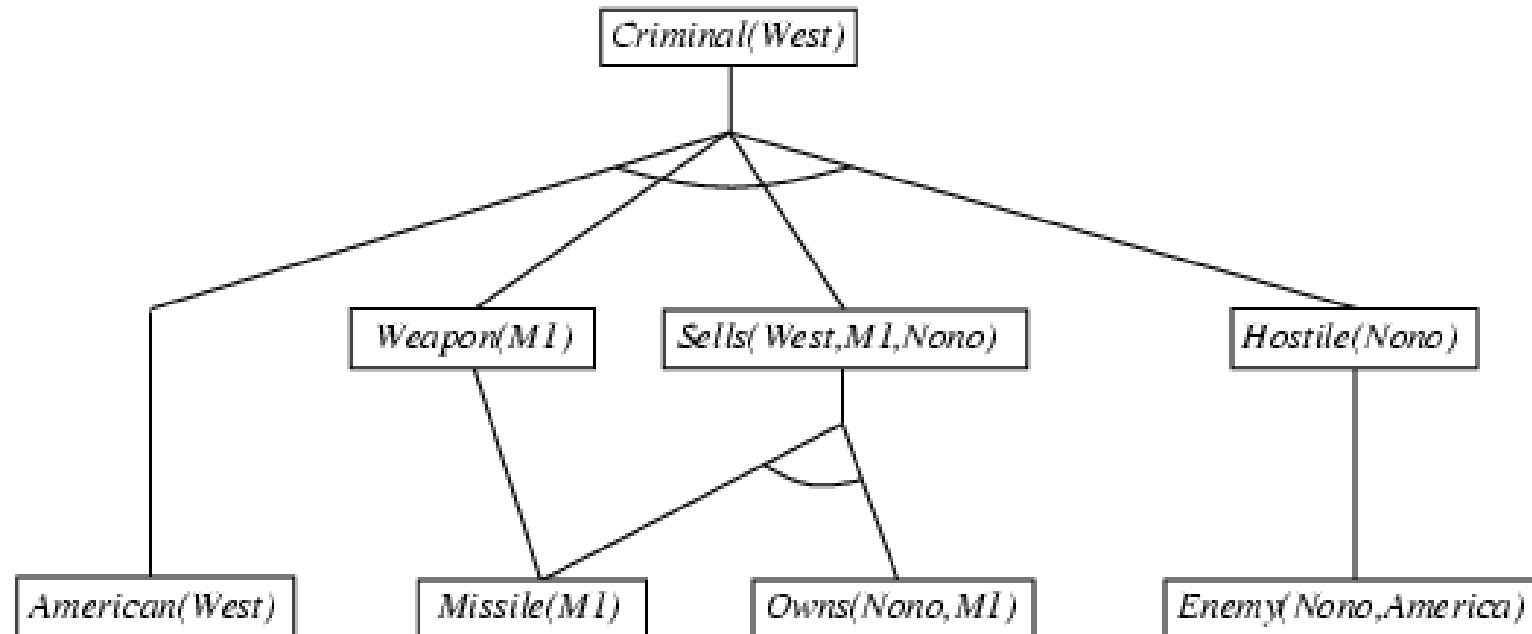 Criminal(West)
Weapon(M1)
Sells(West,M1,Nono)
Hostile(Nono)
American(West)
Missile(M1)
Owns(Nono,M1)
Enemy(Nono,America)